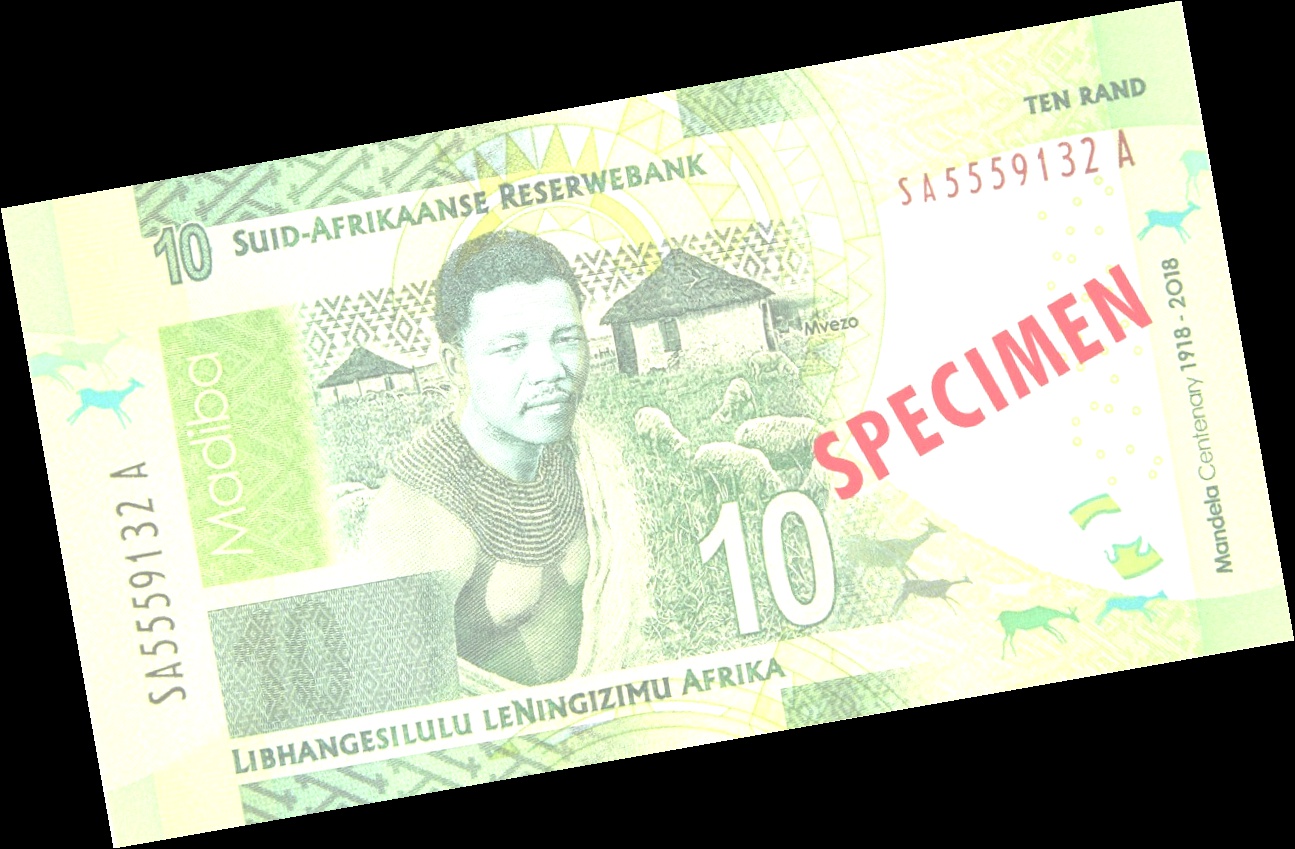 TEN RAND
SA5559132 A
SUID-AFRIKAANSE RESERWEBANK
10
Madiba
Mvezo
SPECIMEN
Mandela Centenary 1918 - 2018
SA5559132 A
10
10
LIBHANGESILULU LENINGIZIMU AFRIKA